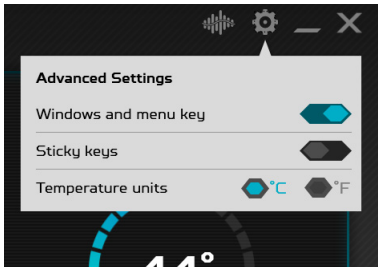 Advanced Settings
Windows and menu key
Sticky keys
Temperature units °C °F
44°